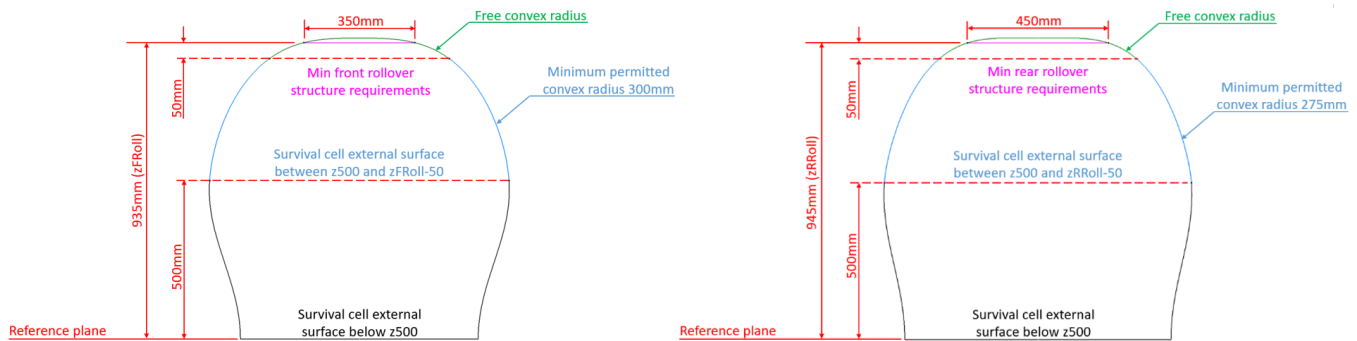 350mm
Free convex radius
Min front rollover
structure requirements
50mm
Minimum permitted
convex radius 300mm
935mm (zFRoll)
Survival cell external surface
between z500 and zFRoll-50
500mm
Survival cell external
surface below z500
Reference plane
450mm
Free convex radius
Min rear rollover
structure requirements
50mm
Minimum permitted
convex radius 275mm
945mm (zRRoll)
Survival cell external surface
between z500 and zRRoll-50
500mm
Survival cell external
surface below z500
Reference plane